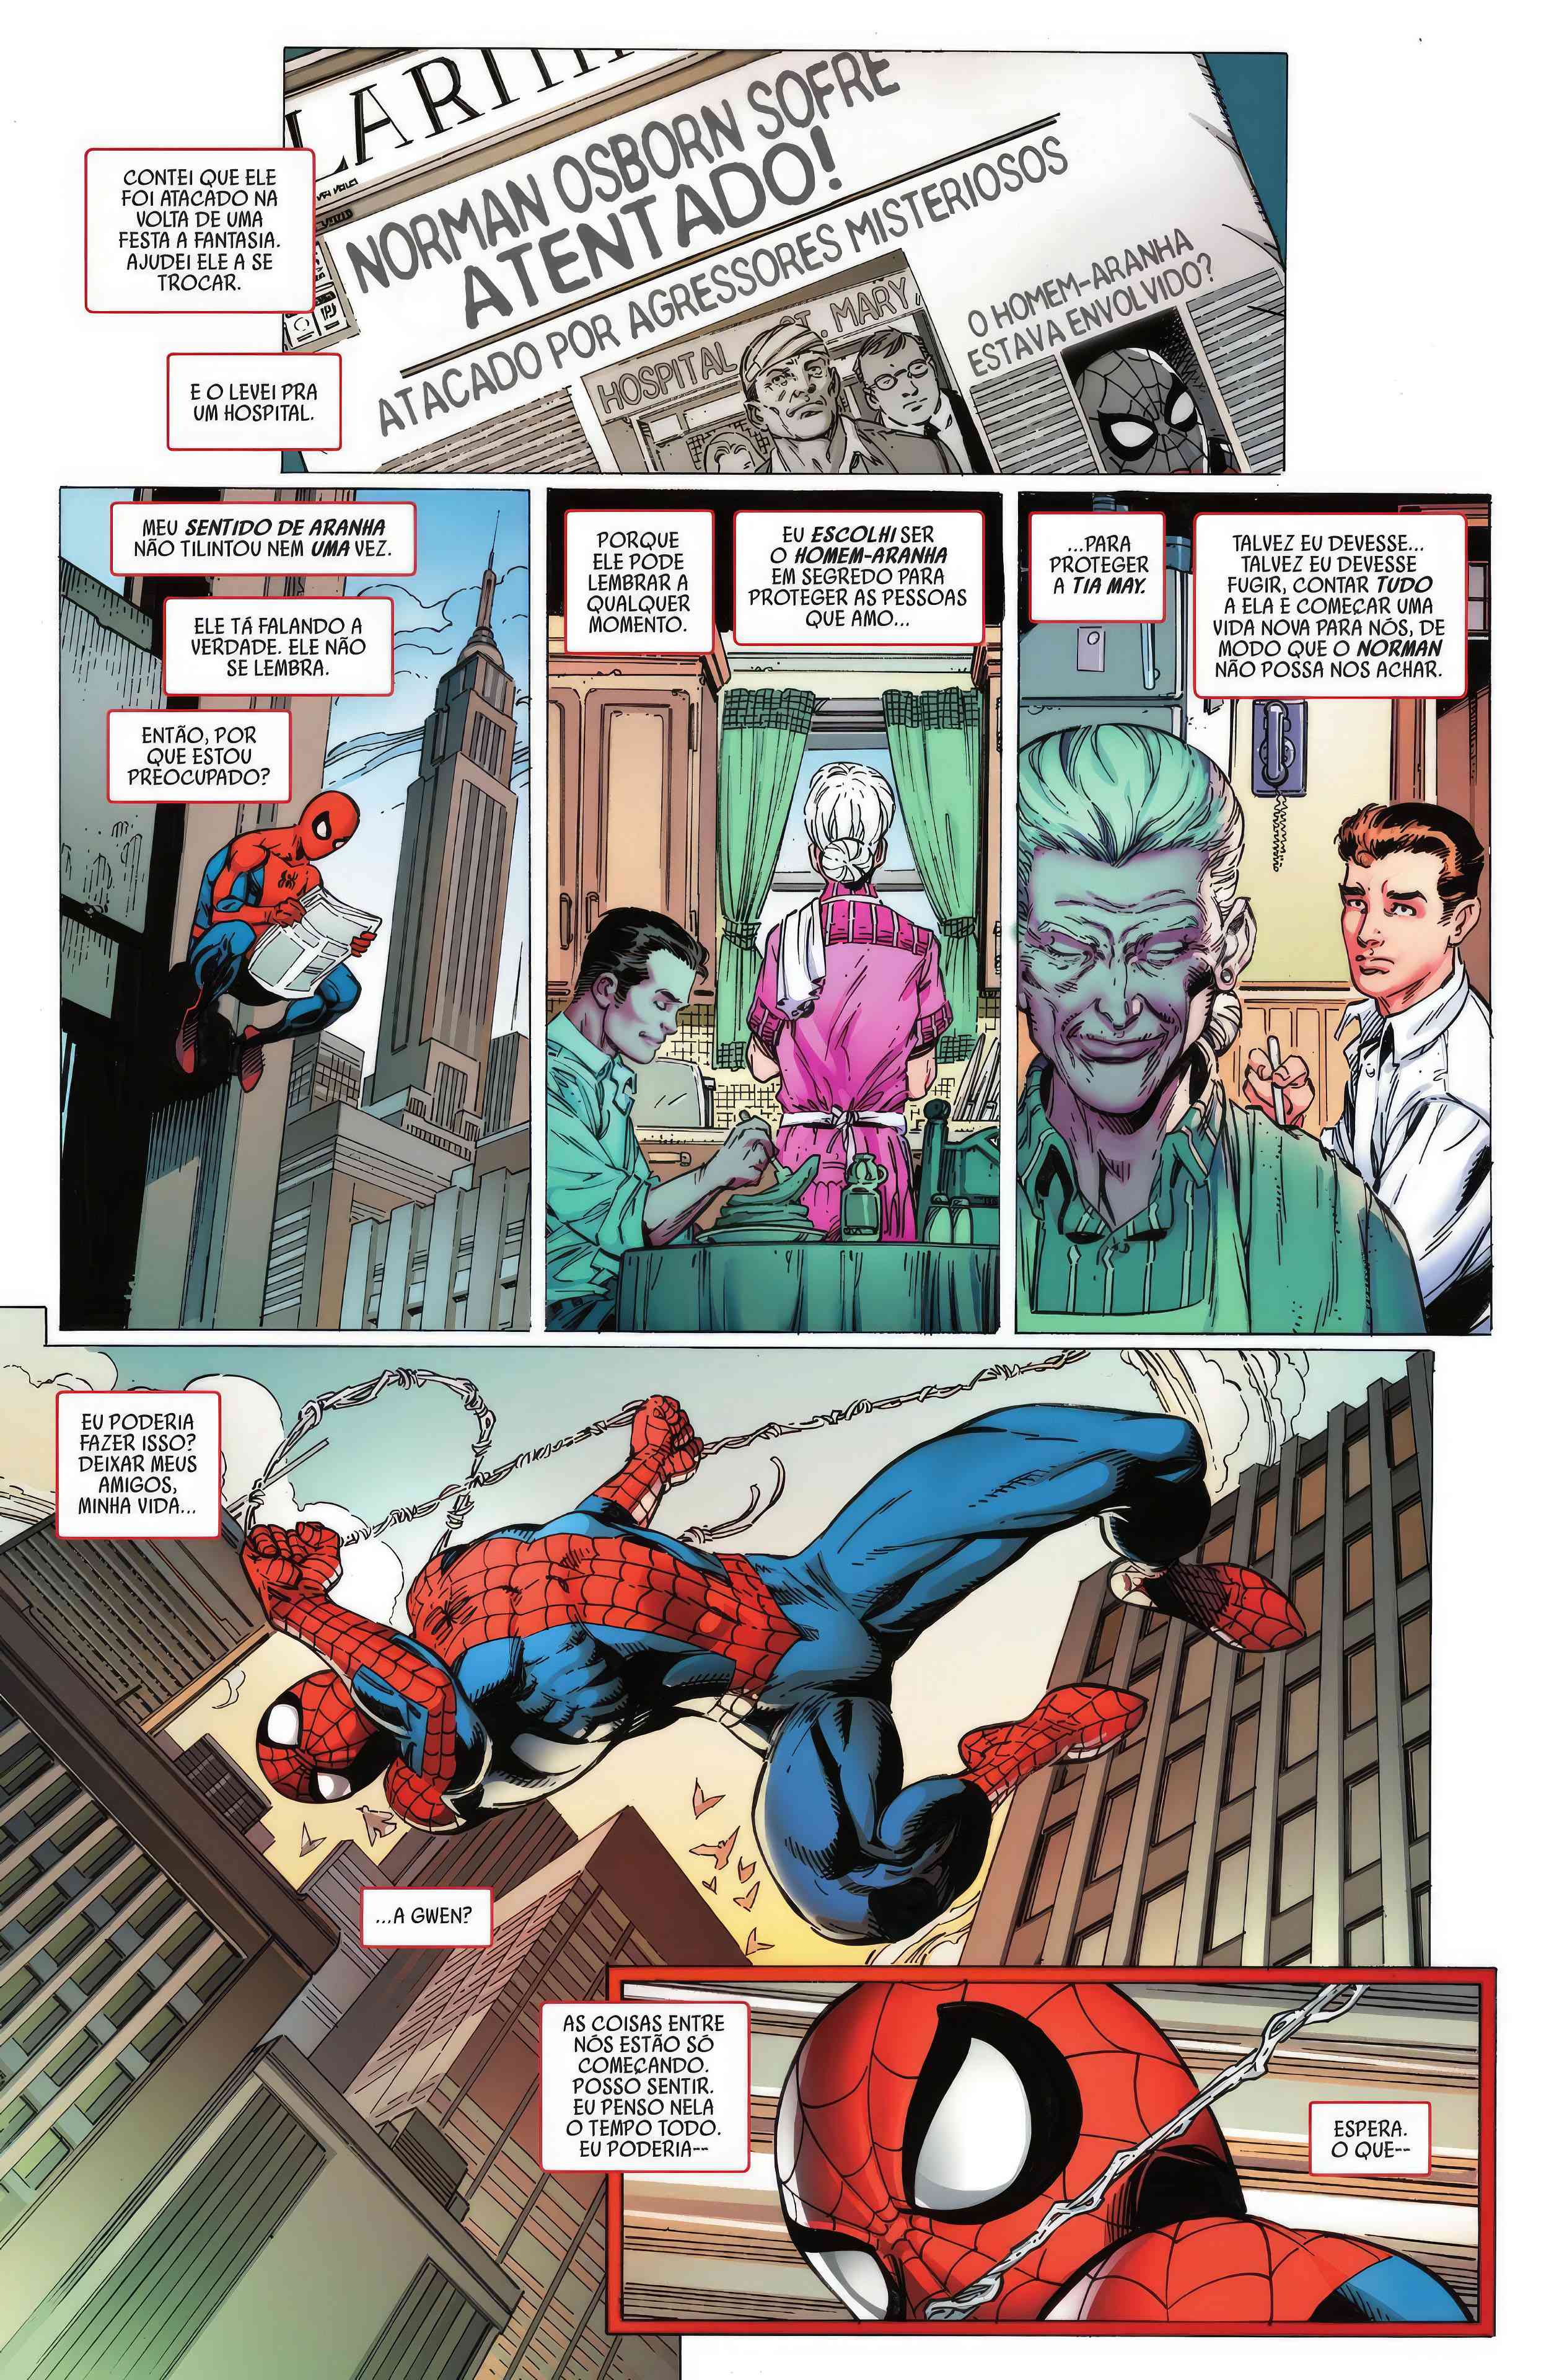 LARIM
NORMAN OSBORN SOFRE
ATENTADO!
ATACADO POR AGRESSORES MISTERIOSOS
HOSPITAL ST. MARY
O HOMEM-ARANHA
ESTAVA ENVOLVIDO?
CONTEI QUE ELE
FOI ATACADO NA
VOLTA DE UMA
FESTA A FANTASIA.
AJUDEI ELE A SE
TROCAR.
E O LEVEI PRA
UM HOSPITAL.
MEU SENTIDO DE ARANHA
NÃO TILINTOU NEM UMA VEZ.
ELE TÁ FALANDO A
VERDADE. ELE NÃO
SE LEMBRA.
ENTÃO, POR
QUE ESTOU
PREOCUPADO?
PORQUE
ELE PODE
LEMBRAR A
QUALQUER
MOMENTO.
EU ESCOLHI SER
O HOMEM-ARANHA
EM SEGREDO PARA
PROTEGER AS PESSOAS
QUE AMO...
...PARA
PROTEGER
A TIA MAY.
TALVEZ EU DEVESSE...
TALVEZ EU DEVESSE
FUGIR, CONTAR TUDO
A ELA E COMEÇAR UMA
VIDA NOVA PARA NÓS, DE
MODO QUE O NORMAN
NÃO POSSA NOS ACHAR.
EU PODERIA
FAZER ISSO?
DEIXAR MEUS
AMIGOS,
MINHA VIDA...
...A GWEN?
AS COISAS ENTRE
NÓS ESTÃO SÓ
COMEÇANDO.
POSSO SENTIR.
EU PENSO NELA
O TEMPO TODO.
EU PODERIA--
ESPERA.
O QUE--